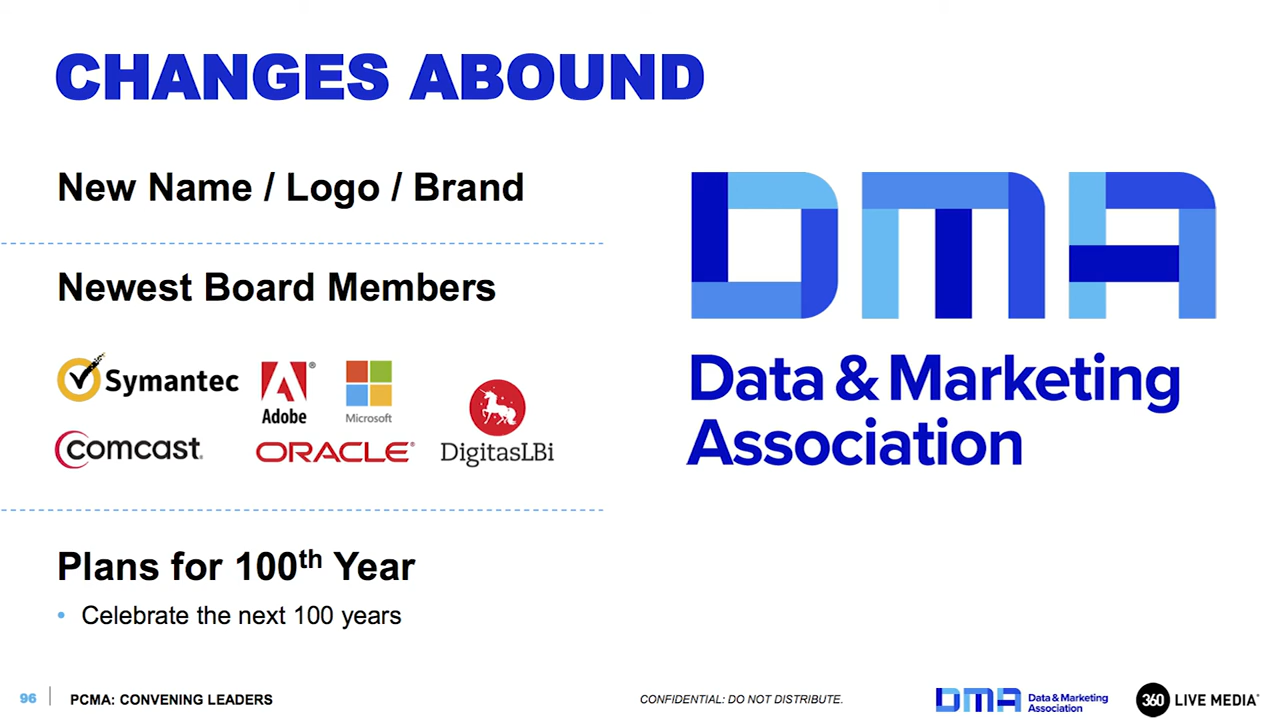 CHANGES ABOUND
New Name / Logo / Brand
Newest Board Members
Symantec
Adobe®
Microsoft
Comcast®
ORACLE®
DigitasLBi
Plans for 100th Year
• Celebrate the next 100 years
DMA
Data & Marketing
Association
96
PCMA: CONVENING LEADERS
CONFIDENTIAL: DO NOT DISTRIBUTE.
DMA
Data & Marketing
Association
360 LIVE MEDIA®